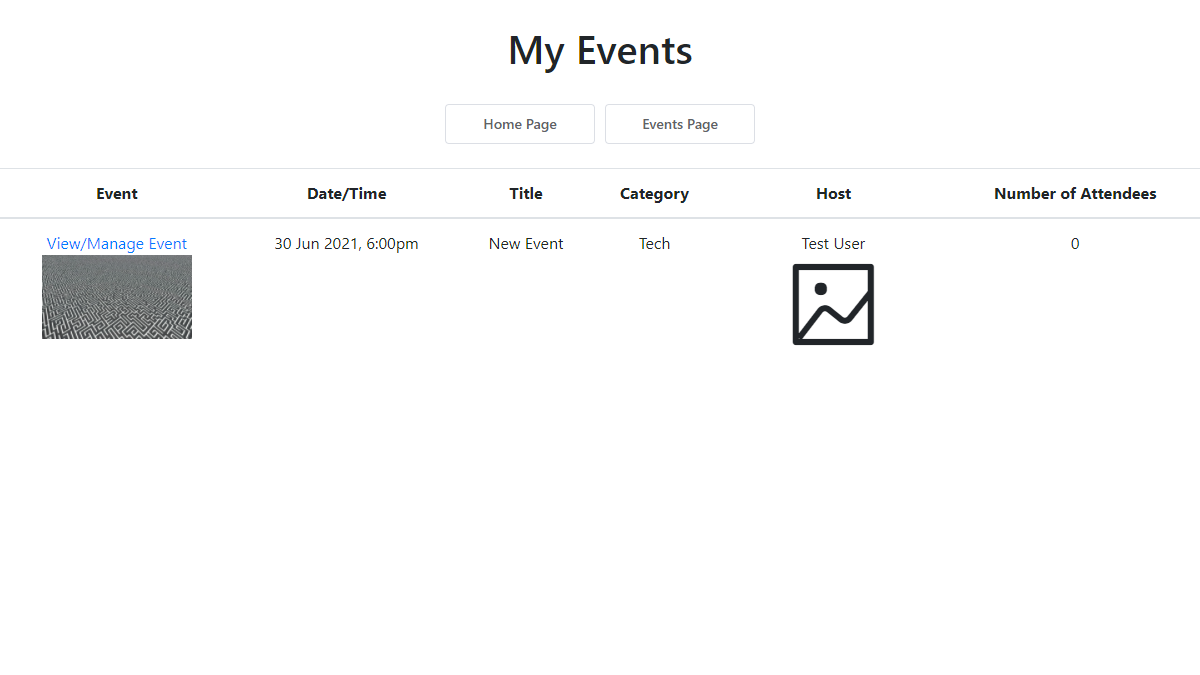 My Events
Home Page Events Page
Event Date/Time Title Category Host Number of Attendees
View/Manage Event 30 Jun 2021, 6:00pm New Event Tech Test User 0